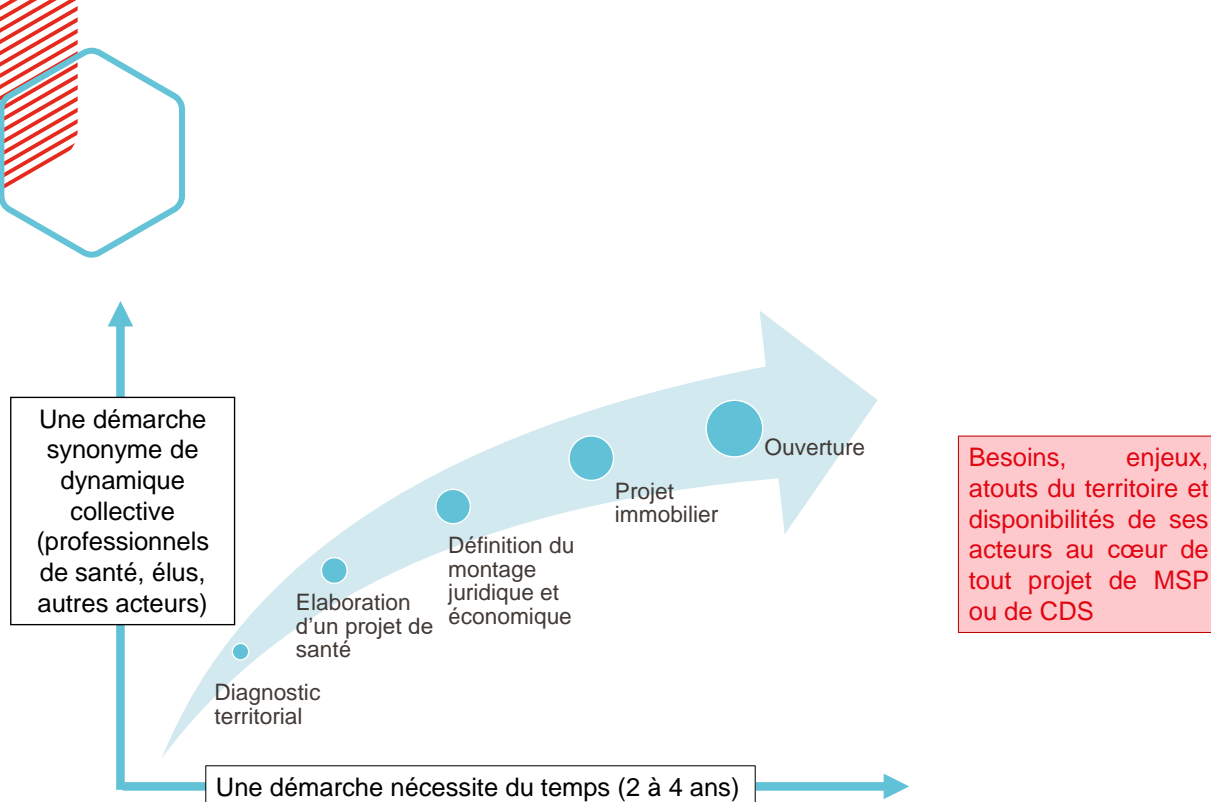 Une démarche
synonyme de
dynamique
collective
(professionnels
de santé, élus,
autres acteurs)
Diagnostic
territorial
Elaboration
d'un projet de
santé
Définition du
montage
juridique et
économique
Projet
immobilier
Ouverture
Besoins, enjeux,
atouts du territoire et
disponibilités de ses
acteurs au cœur de
tout projet de MSP
ou de CDS
Une démarche nécessite du temps (2 à 4 ans)